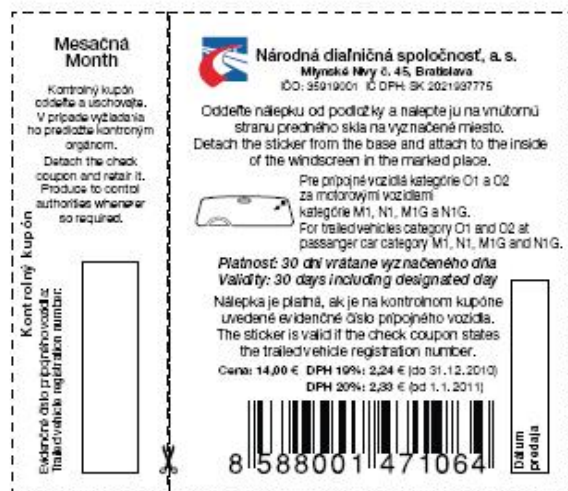 Mesačná
Month
Kontrolný kupón
oddeľte a uschovajte.
V prípade vyžiadania
ho predložte kontroným
orgánom.
Detach the check
coupon and retair it.
Produce to control
authorities whenever
so required.
Kontrolný kupón
Evidenčné číslo prípojného vozidla:
Trailed vehicle registration number:
Národná diaľničná spoločnosť, a. s.
Mlynské Nivy č. 45, Bratislava
IČO: 35919001 IČ DPH: SK 2021937775
Oddeľte nálepku od podložky a nalepte ju na vnútornú
stranu predného skla na vyznačené miesto.
Detach the sticker from the base and attach to the inside
of the windscreen in the marked place.
Pre prípojné vozidlá kategórie O1 a O2
za motorovými vozidlami
kategórie M1, N1, M1G a N1G.
For trailed vehicles category O1 and O2 at
passanger car category M1, N1, M1G and N1G.
Platnosť: 30 dní vrátane vyznačeného dňa
Validity: 30 days including designated day
Nálepka je platná, ak je na kontrolnom kupóne
uvedené evidenčné číslo prípojného vozidla.
The sticker is valid if the check coupon states
the trailed vehicle registration number.
Cena: 14,00 € DPH 19%: 2,24 € (do 31.12.2010)
DPH 20%: 2,33 € (od 1.1.2011)
8 588001 471064
Dátum
predaja